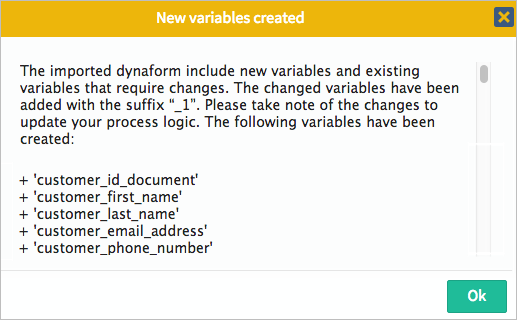 New variables created
The imported dynaform include new variables and existing
variables that require changes. The changed variables have been
added with the suffix “_1”. Please take note of the changes to
update your process logic. The following variables have been
created:
+ 'customer_id_document'
+ 'customer_first_name'
+ 'customer_last_name'
+ 'customer_email_address'
+ 'customer_phone_number'
Ok